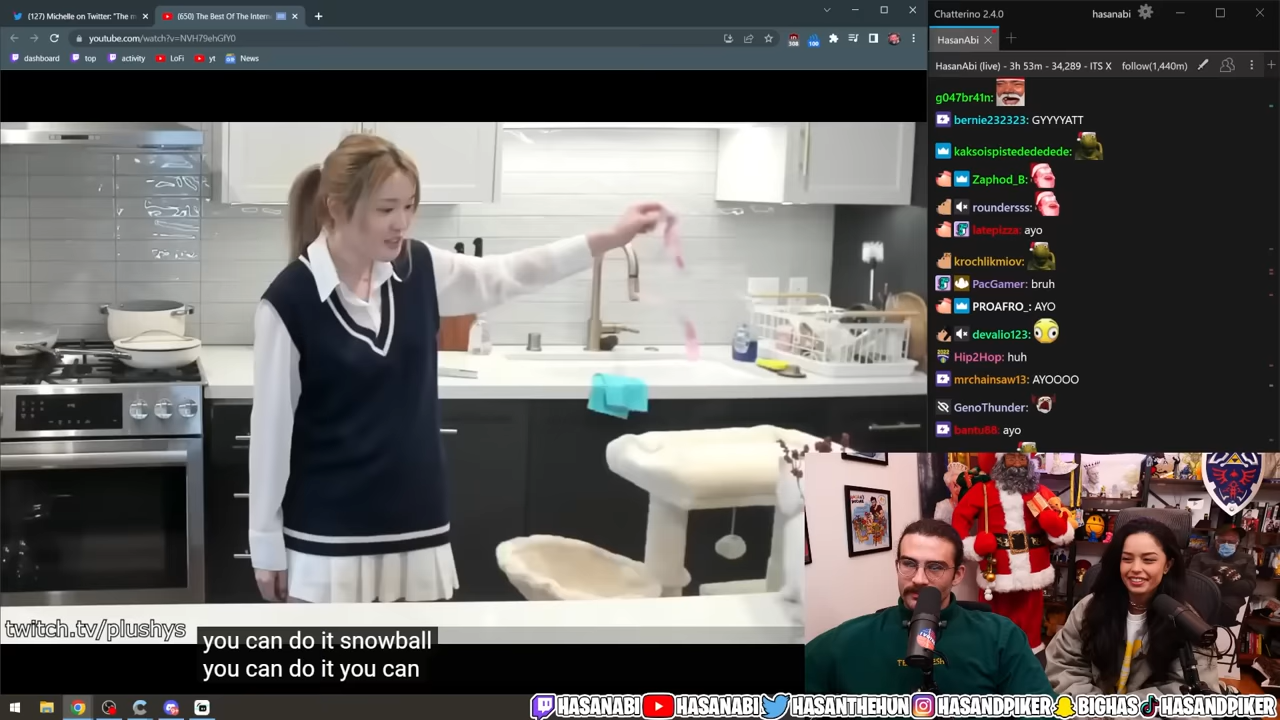 (127) Michelle on Twitter: "The m
(650) The Best Of The Intern
youtube.com/watch?v=NVH79ehGfY0
dashboard
top
activity
LoFi
yt
News
twitch.tv/plushys
you can do it snowball
you can do it you can
Chatterino 2.4.0
hasanabi
HasanAbi
HasanAbi (live) - 3h 53m - 34,289 - ITS X
follow(1,440m)
g047br41n:
bernie232323: GYYYYATT
kaksoispistedededede:
Zaphod_B:
roundersss:
latepizza: ayo
krochlikmiov:
PacGamer: bruh
PROAFRO_: AYO
devalio123:
Hip2Hop: huh
mrchainsaw13: AYOOOO
GenoThunder:
bantu88: ayo
HASANABI
HASANABI
HASANTHEHUN
HASANDPIKER
BIGHAS
HASANDPIKER